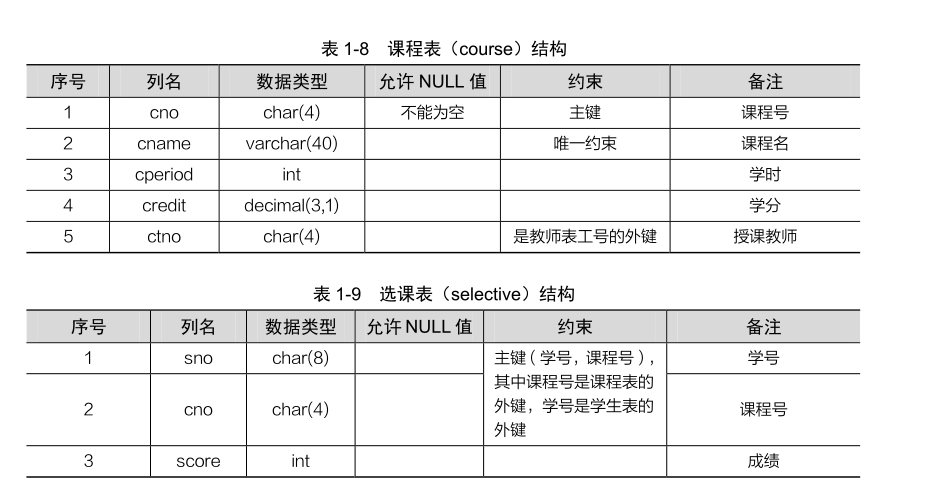 表 1-8 课程表（course）结构
序号 列名 数据类型 允许 NULL 值 约束 备注
1 cno char(4) 不能为空 主键 课程号
2 cname varchar(40) 唯一约束 课程名
3 cperiod int 学时
4 credit decimal(3,1) 学分
5 ctno char(4) 是教师表工号的外键 授课教师
表 1-9 选课表（selective）结构
序号 列名 数据类型 允许 NULL 值 约束 备注
1 sno char(8) 主键（学号，课程号）， 学号
其中课程号是课程表的
2 cno char(4) 外键，学号是学生表的 课程号
外键
3 score int 成绩